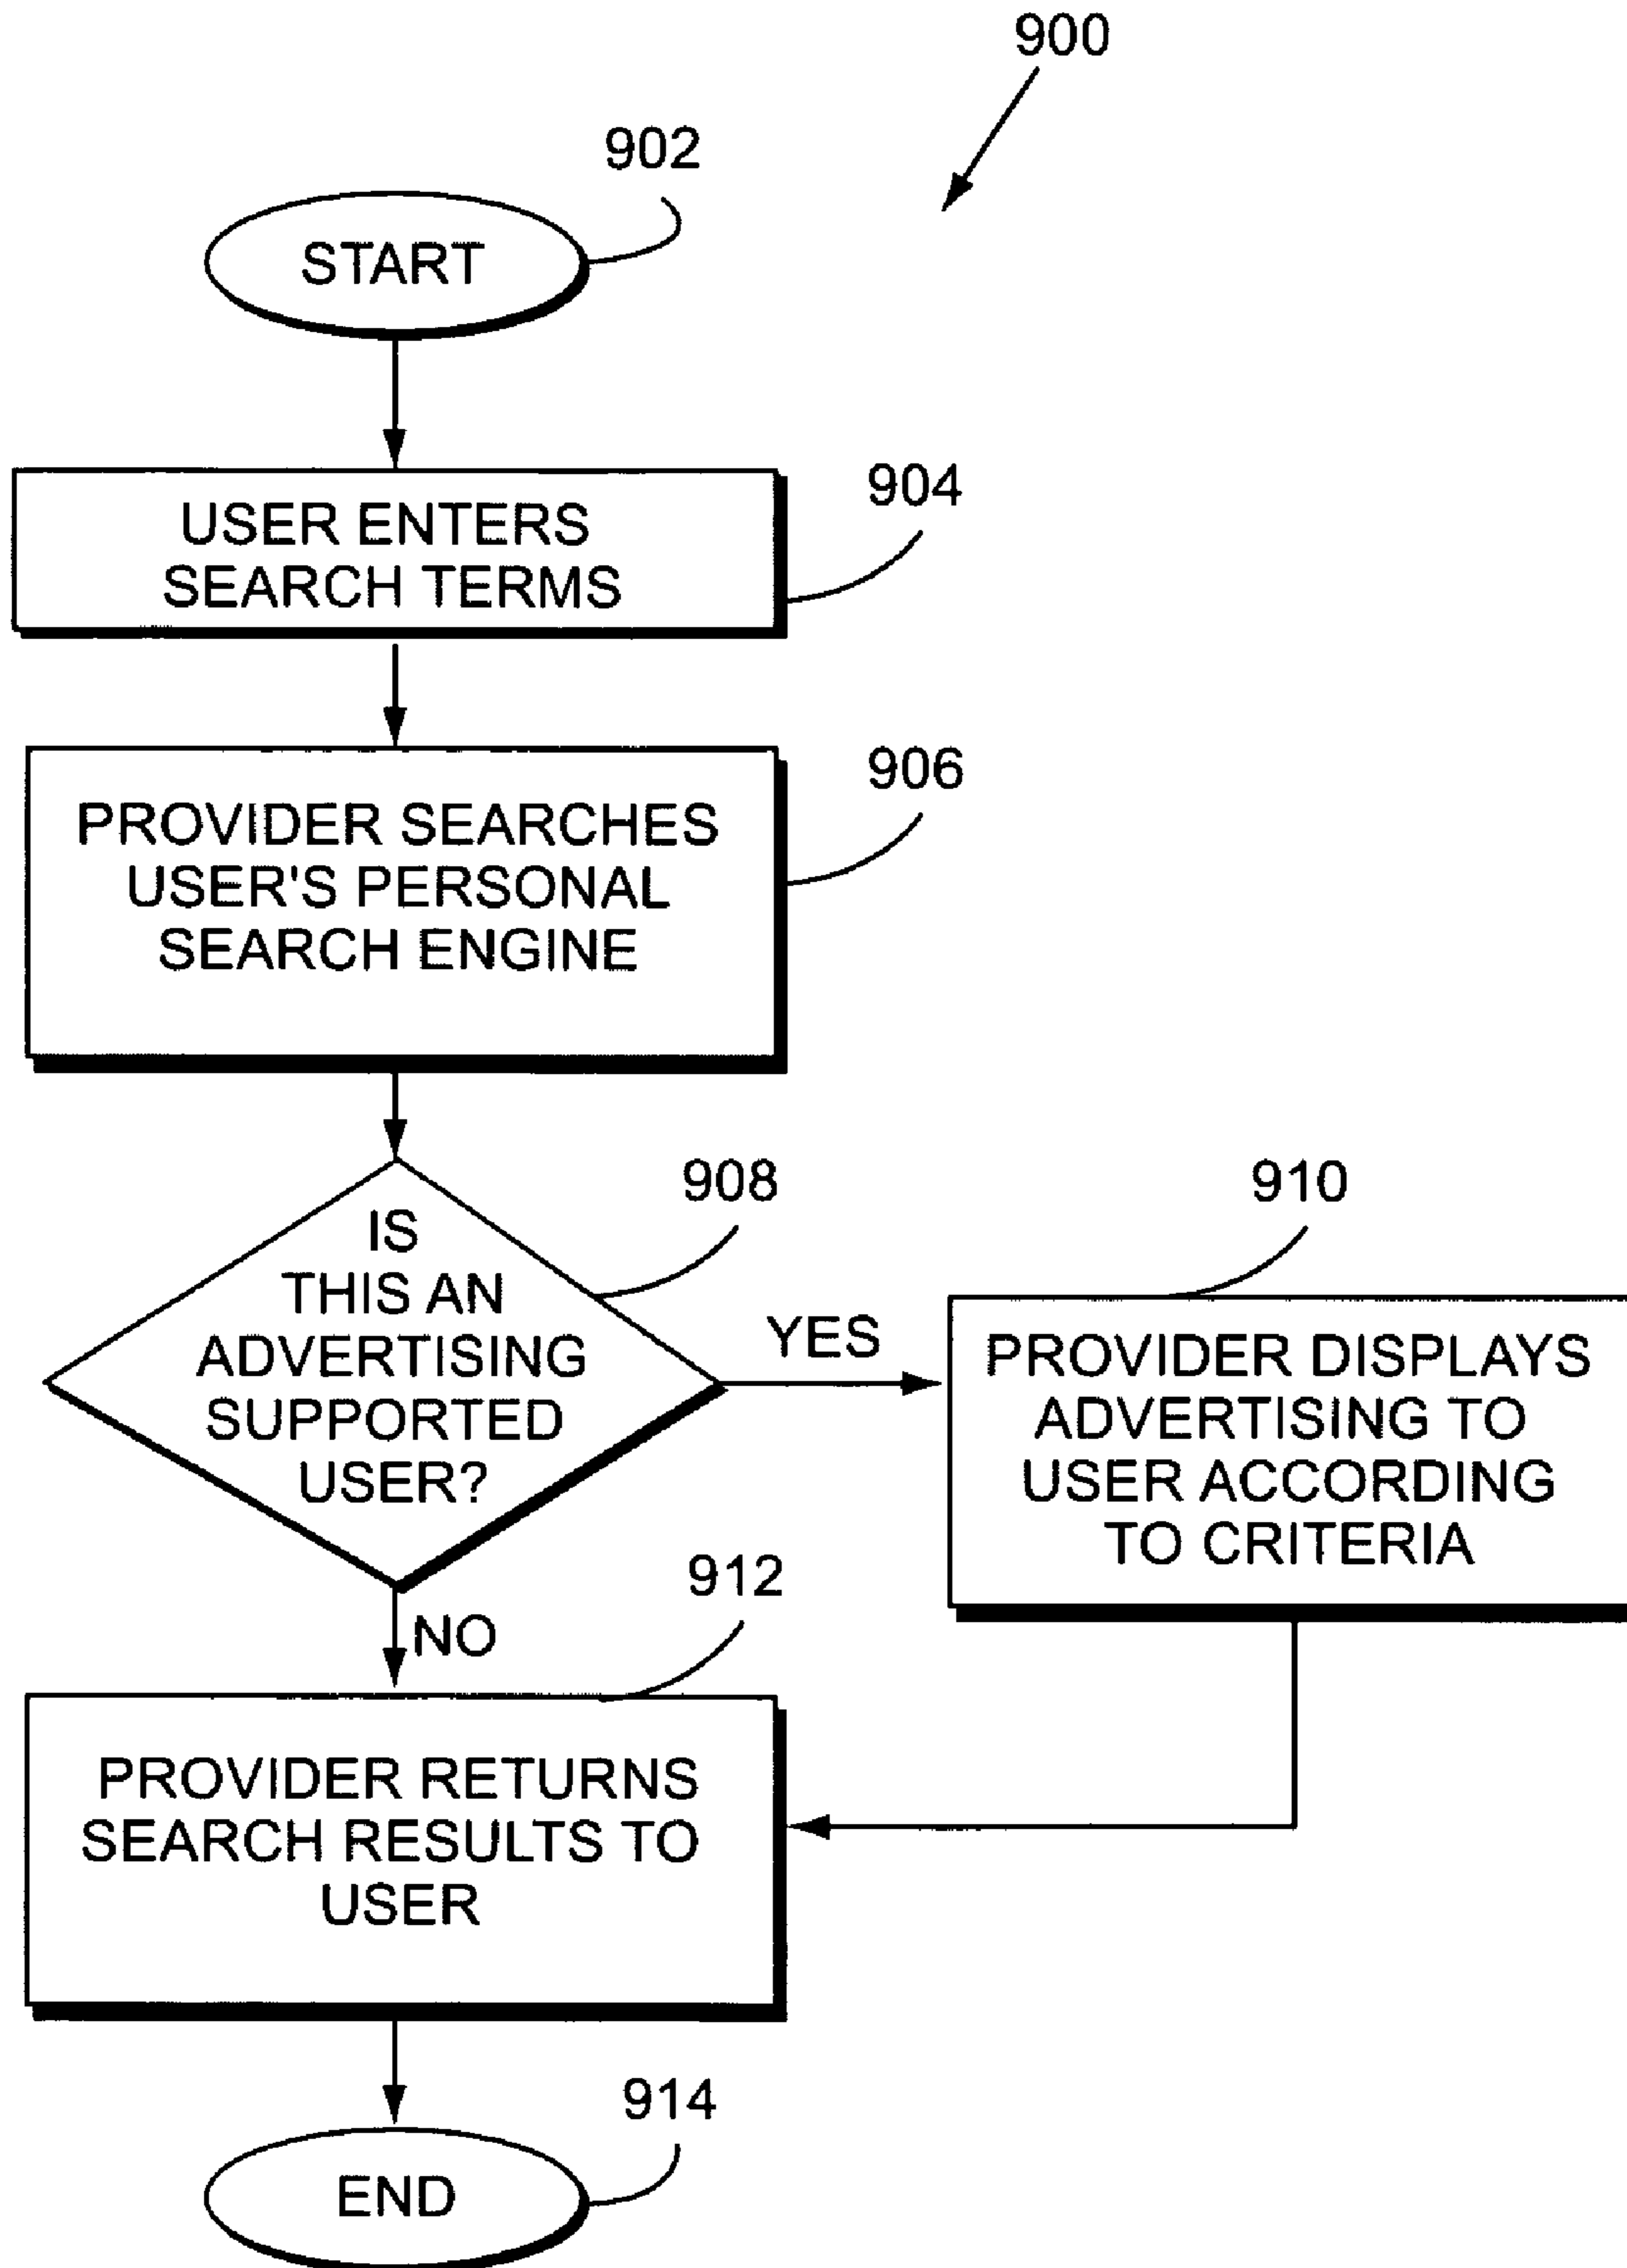 900
902
START
904
USER ENTERS
SEARCH TERMS
906
PROVIDER SEARCHES
USER'S PERSONAL
SEARCH ENGINE
908
IS
THIS AN
ADVERTISING
SUPPORTED
USER?
YES
910
PROVIDER DISPLAYS
ADVERTISING TO
USER ACCORDING
TO CRITERIA
NO
912
PROVIDER RETURNS
SEARCH RESULTS TO
USER
914
END